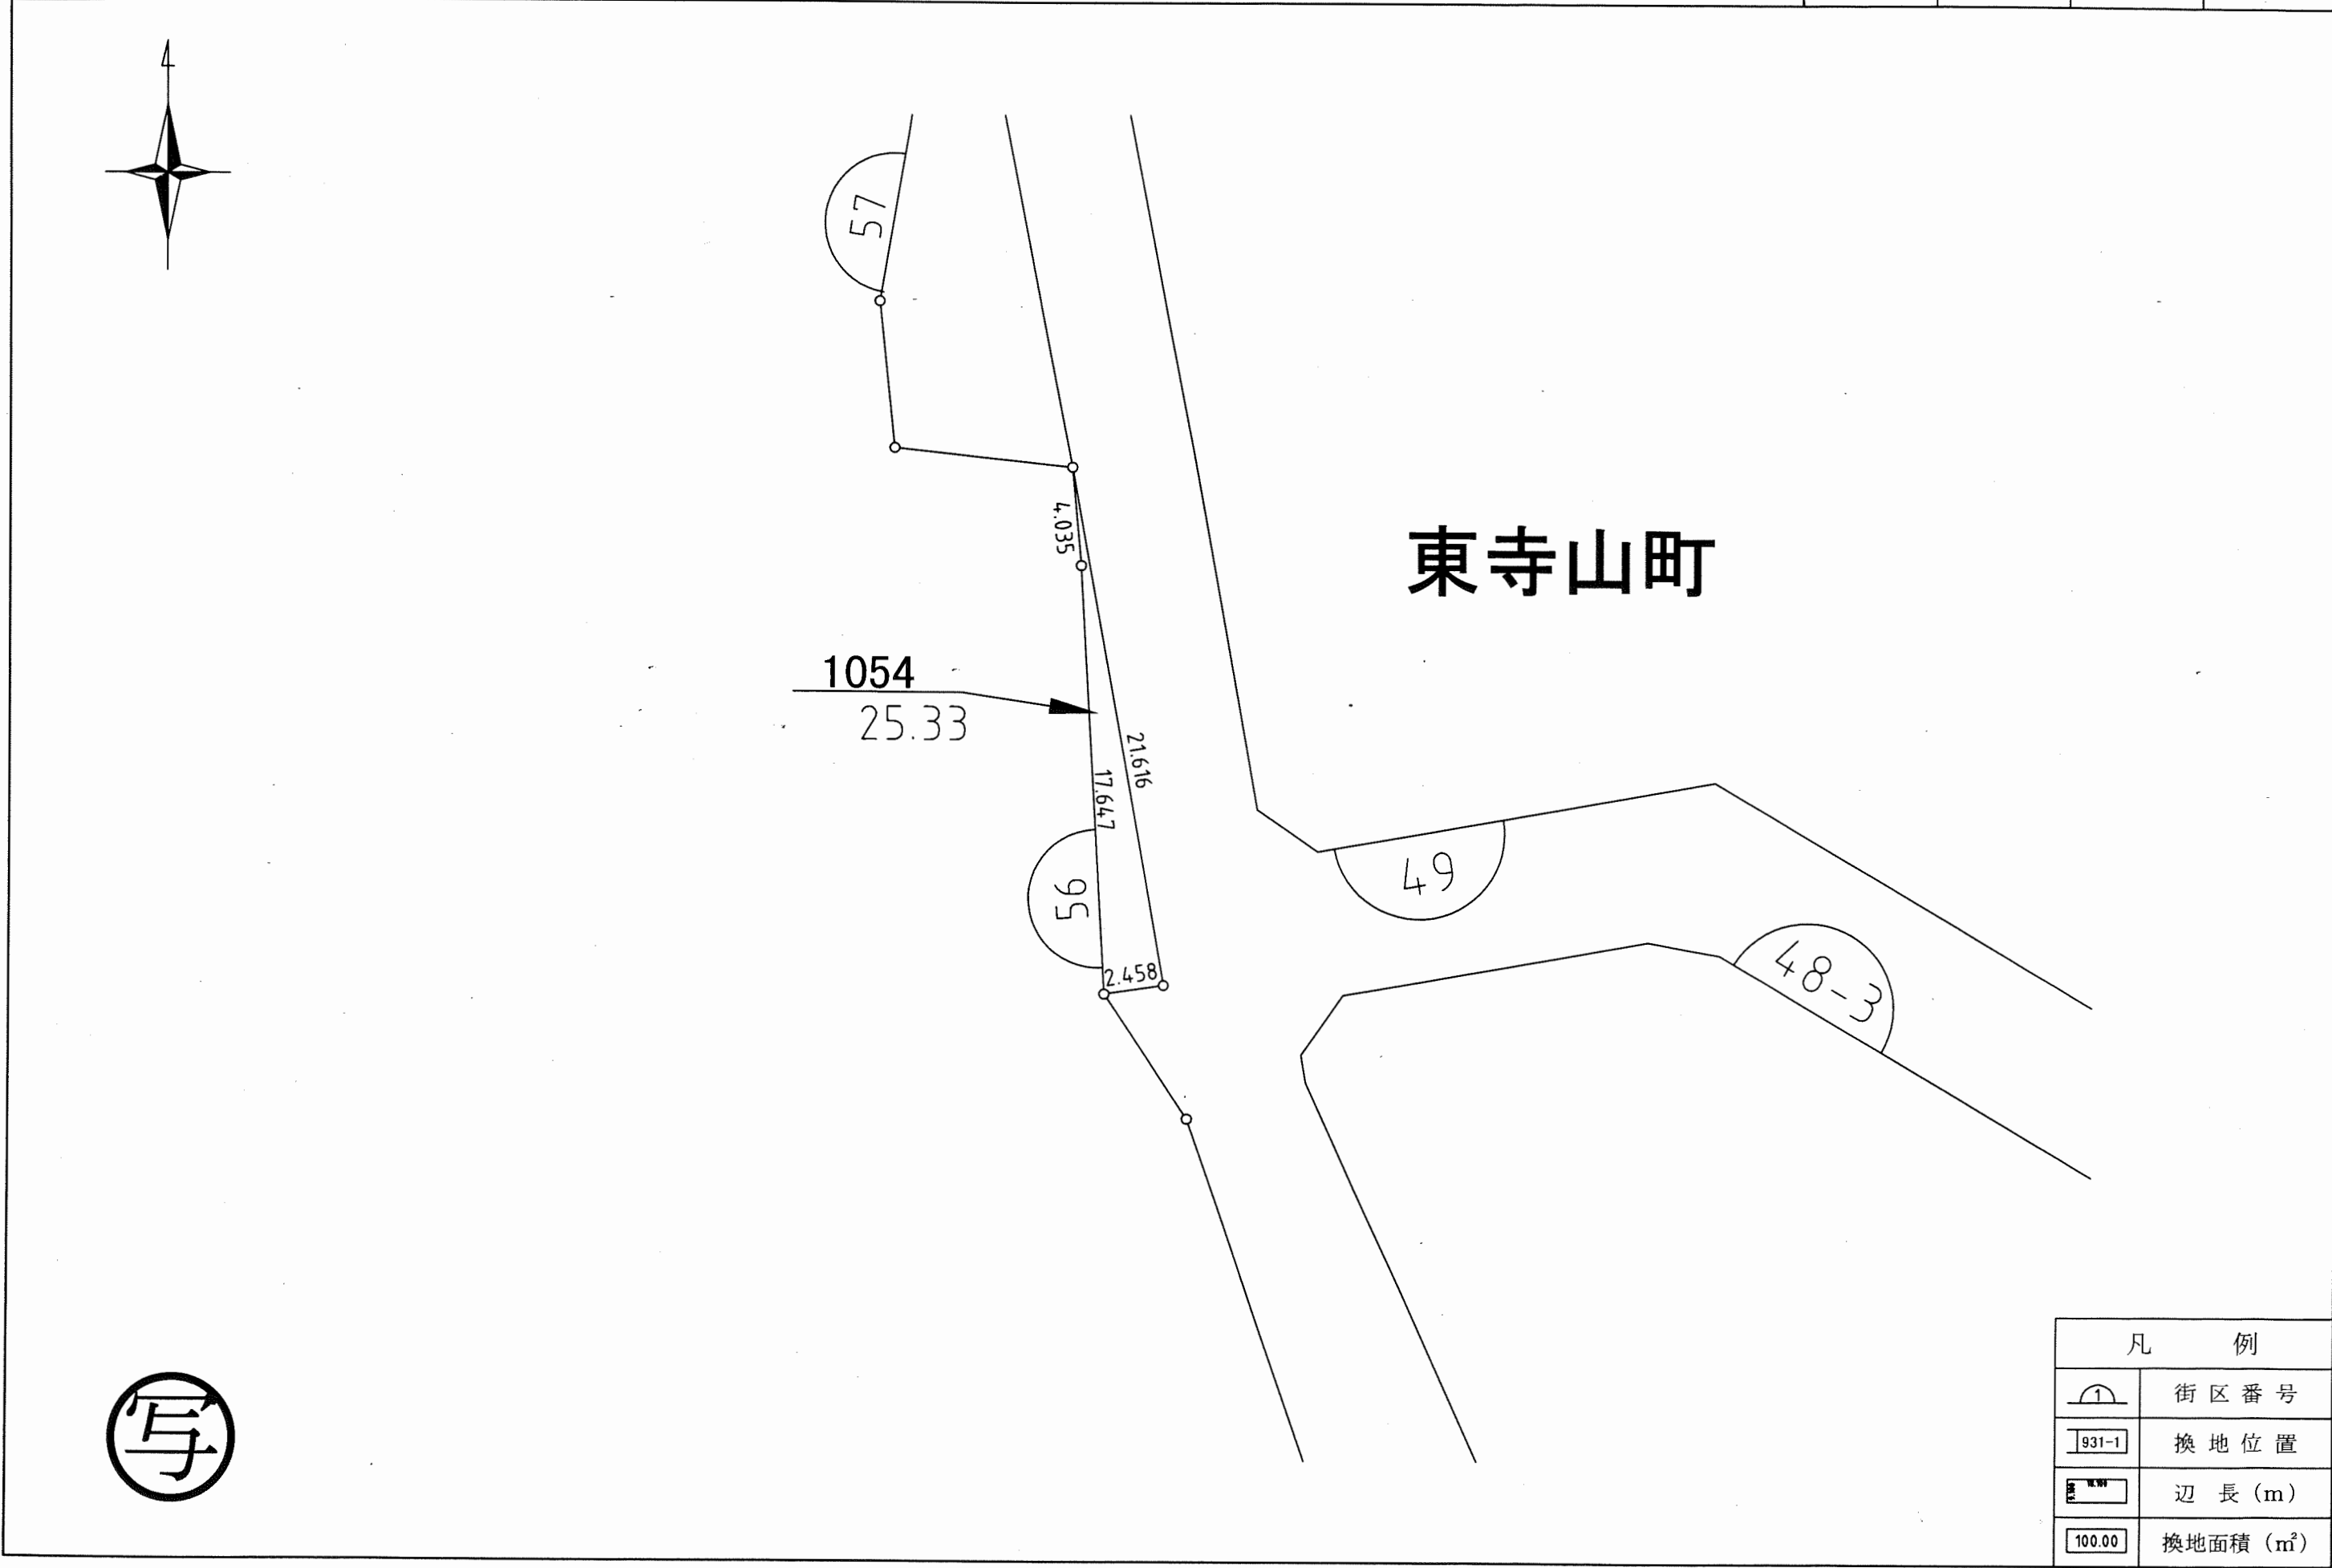 4
57
4.035
東寺山町
1054
25.33
21.616
17.647
56
49
2.458
48-3
写
凡 例
1 街区番号
931-1 換地位置
辺 長 (m)
100.00 換地面積 (㎡)